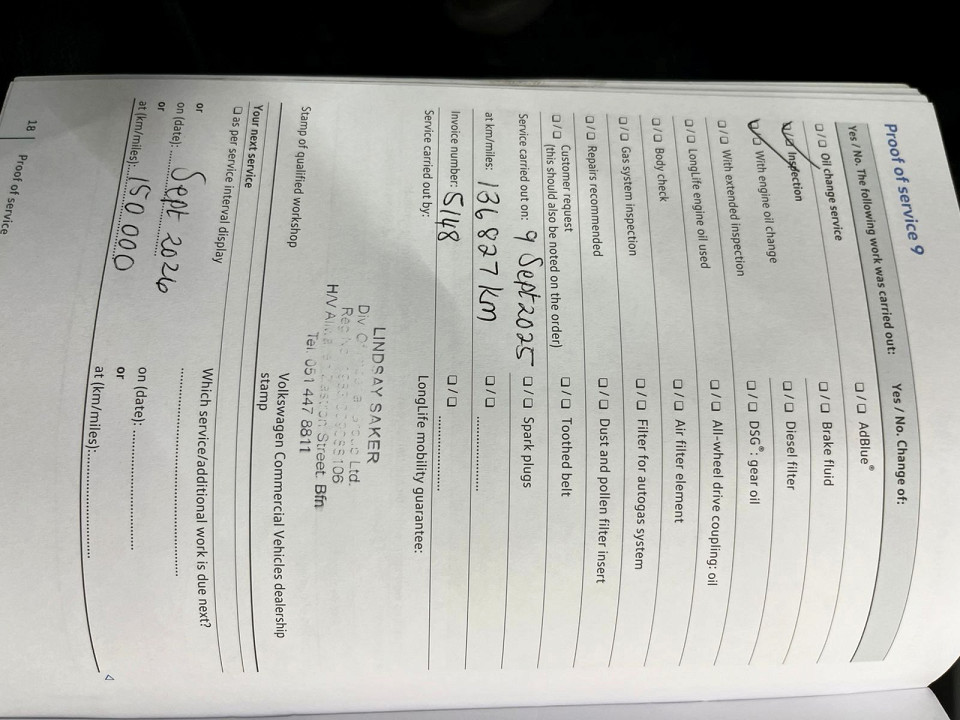 Proof of service 9
Yes / No. The following work was carried out:
☐/☐ Oil change service
☑/☐ Inspection
☑/☐ With engine oil change
☐/☐ With extended inspection
☐/☐ LongLife engine oil used
☐/☐ Body check
☐/☐ Gas system inspection
☐/☐ Repairs recommended
☐/☐ Customer request
(this should also be noted on the order)
Service carried out on: 9 Sept 2025
at km/miles: 136 827 km
Invoice number: 5148
Service carried out by:
Yes / No. Change of:
☐/☐ AdBlue®
☐/☐ Brake fluid
☐/☐ Diesel filter
☐/☐ DSG®: gear oil
☐/☐ All-wheel drive coupling: oil
☐/☐ Air filter element
☐/☐ Filter for autogas system
☐/☐ Dust and pollen filter insert
☐/☐ Toothed belt
☐/☐ Spark plugs
☐/☐ ....................
☐/☐ ....................
LongLife mobility guarantee:
LINDSAY SAKER
Div Ltd.
Street Bfn
Tel. 051 447 8811
Stamp of qualified workshop
Volkswagen Commercial Vehicles dealership
stamp
Your next service
☐ as per service interval display
or
on (date): Sept 2026
or
at (km/miles): 150 000
Which service/additional work is due next?
........................................
on (date): ........................
or
at (km/miles): ........................
18 | Proof of service